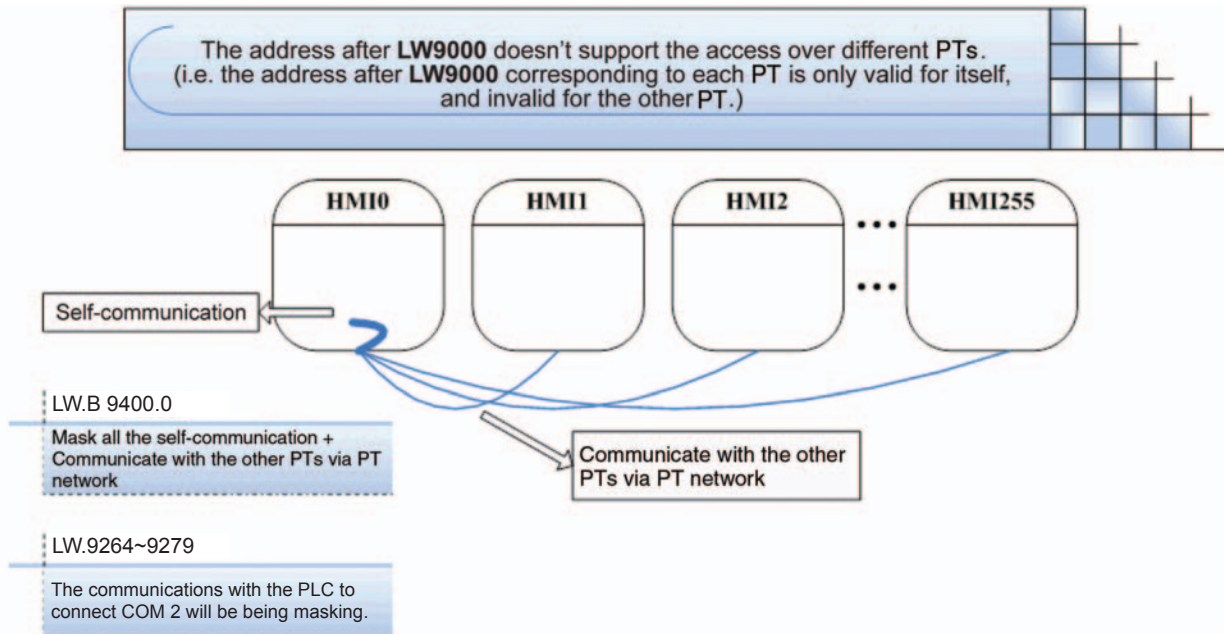 The address after LW9000 doesn't support the access over different PTs.
(i.e. the address after LW9000 corresponding to each PT is only valid for itself,
and invalid for the other PT.)
HMI0
HMI1
HMI2
HMI255
Self-communication
LW.B 9400.0
Mask all the self-communication +
Communicate with the other PTs via PT
network
Communicate with the other
PTs via PT network
LW.9264~9279
The communications with the PLC to
connect COM 2 will be being masking.